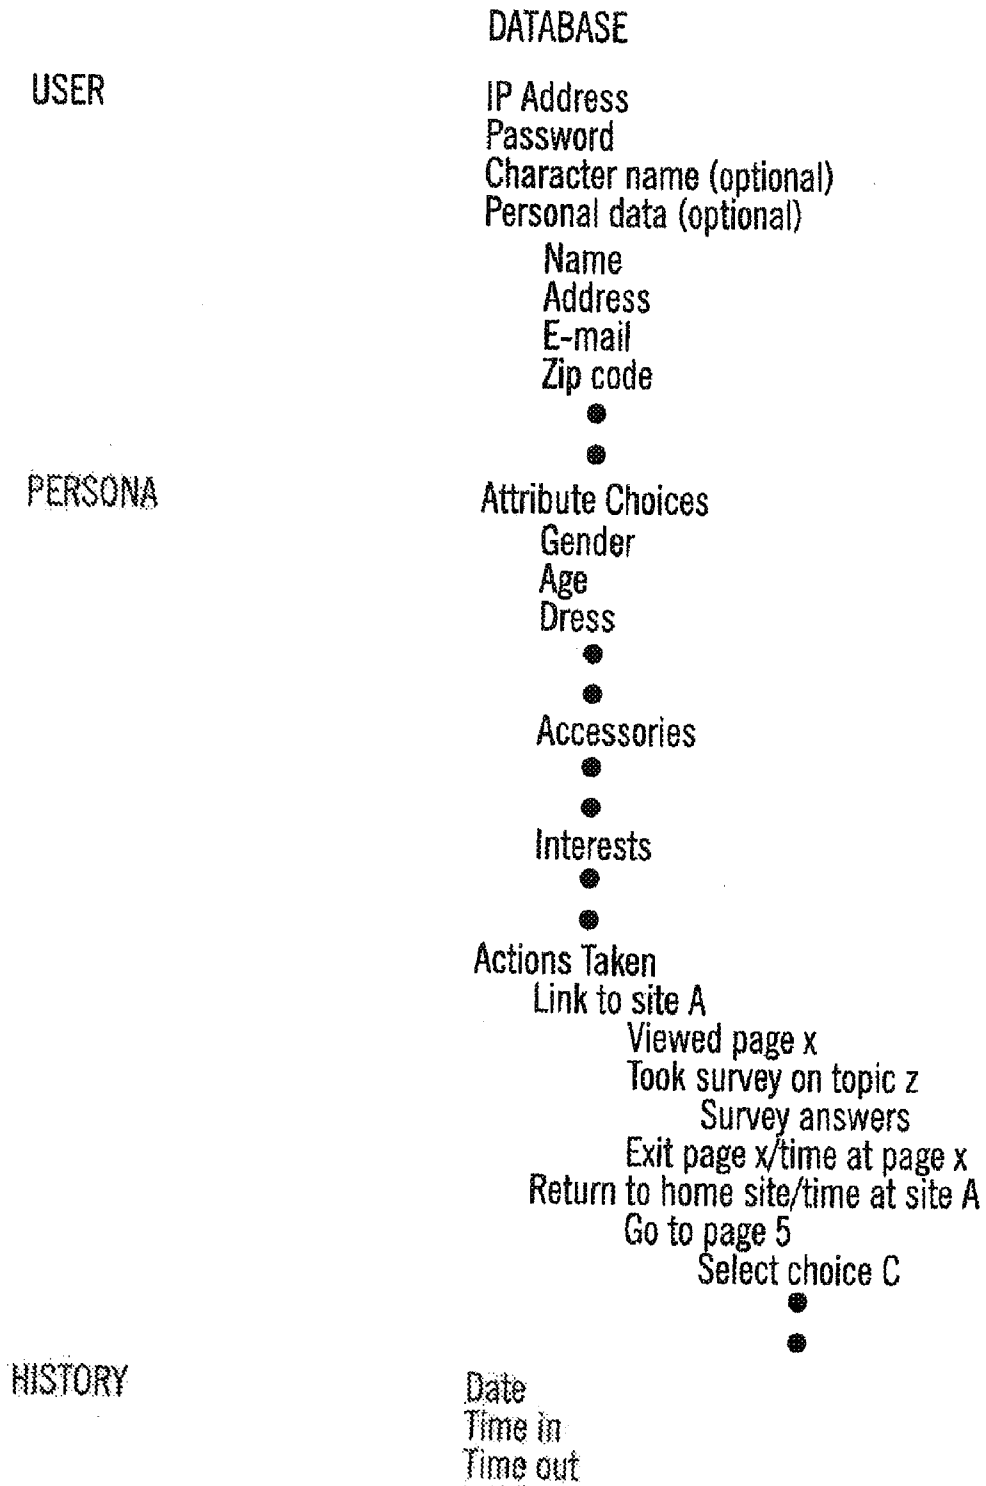 DATABASE
USER
IP Address
Password
Character name (optional)
Personal data (optional)
Name
Address
E-mail
Zip code
PERSONA
Attribute Choices
Gender
Age
Dress
Accessories
Interests
Actions Taken
Link to site A
Viewed page x
Took survey on topic z
Survey answers
Exit page x/time at page x
Return to home site/time at site A
Go to page 5
Select choice C
HISTORY
Date
Time in
Time out